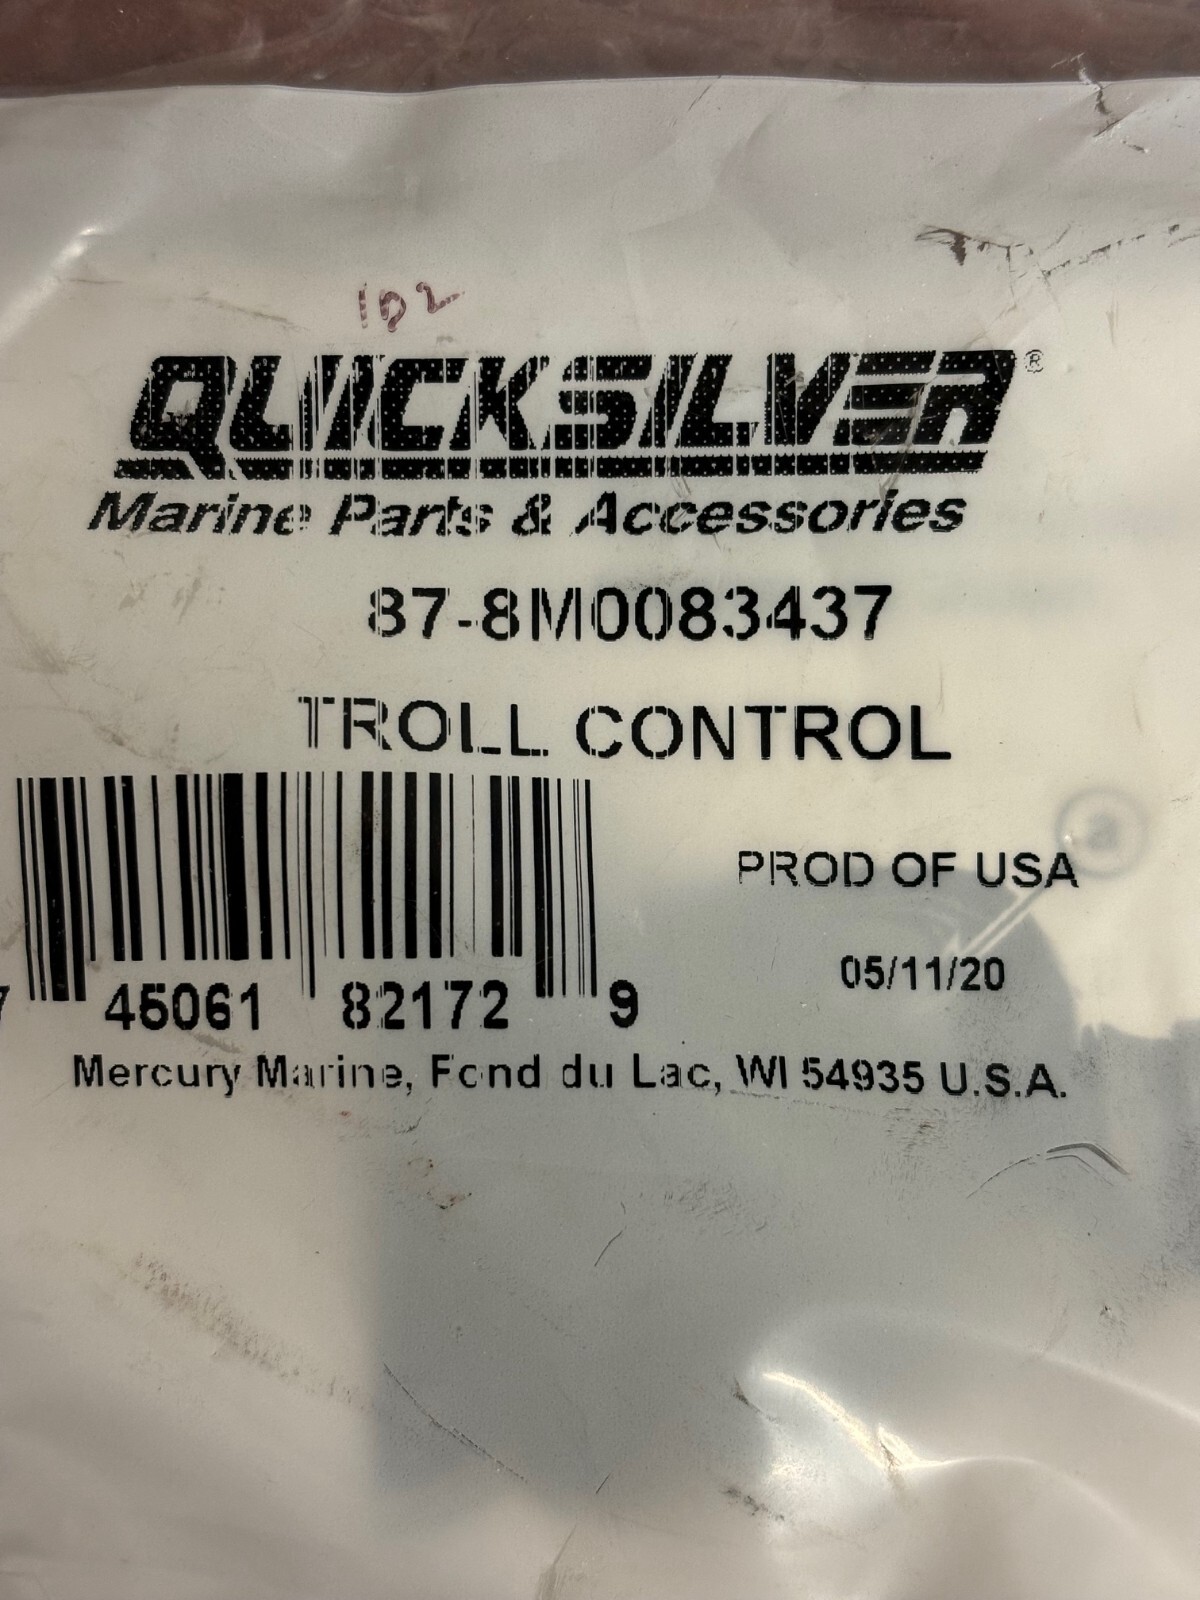 102
QUICKSILVER®
Marine Parts & Accessories
87-8M0083437
TROLL CONTROL
PROD OF USA
05/11/20
7 45061 82172 9
Mercury Marine, Fond du Lac, WI 54935 U.S.A.